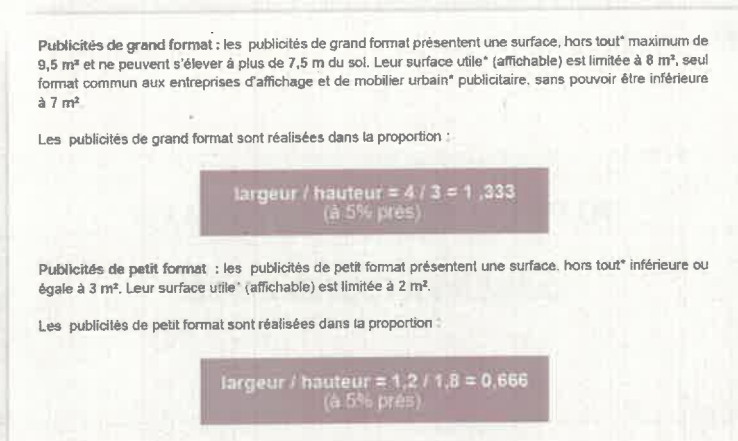 Publicités de grand format : les publicités de grand format présentent une surface, hors tout* maximum de
9,5 m² et ne peuvent s'élever à plus de 7,5 m du sol. Leur surface utile* (affichable) est limitée à 8 m², seul
format commun aux entreprises d'affichage et de mobilier urbain* publicitaire, sans pouvoir être inférieure
à 7 m².
Les publicités de grand format sont réalisées dans la proportion :
largeur / hauteur = 4 / 3 = 1 ,333
(à 5% près)
Publicités de petit format : les publicités de petit format présentent une surface, hors tout* inférieure ou
égale à 3 m². Leur surface utile* (affichable) est limitée à 2 m².
Les publicités de petit format sont réalisées dans la proportion :
largeur / hauteur = 1,2 / 1,8 = 0,666
(à 5% près)